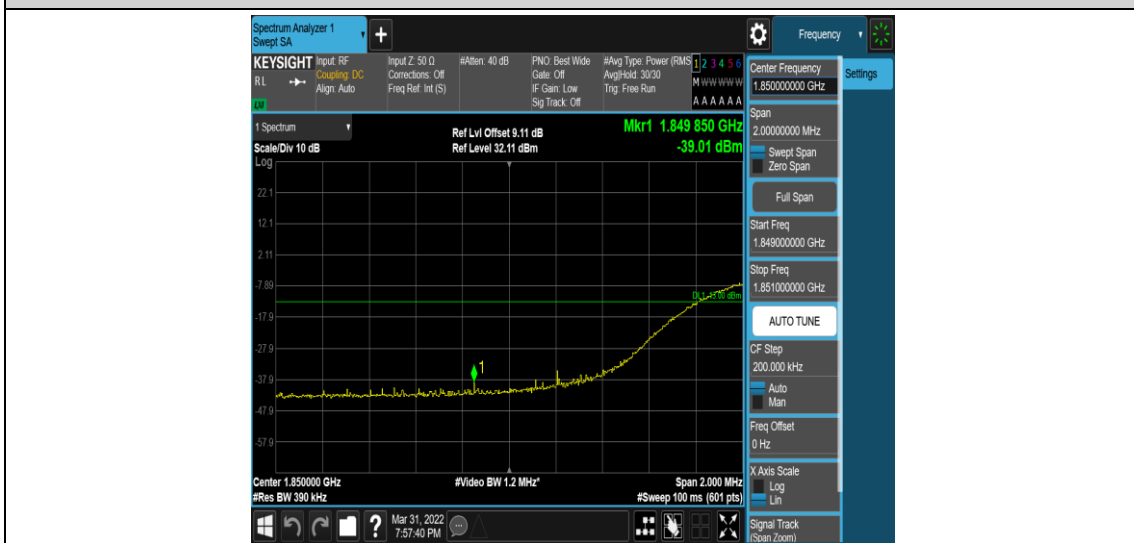 Spectrum Analyzer 1
Swept SA
+
Frequency
KEYSIGHT
RL
LXI
Input: RF
Coupling: DC
Align: Auto
Input Z: 50 Ω
Corrections: Off
Freq Ref: Int (S)
#Atten: 40 dB
PNO: Best Wide
Gate: Off
IF Gain: Low
Sig Track: Off
#Avg Type: Power (RMS
Avg|Hold: 30/30
Trig: Free Run
1 2 3 4 5 6
M W W W W W
A A A A A A
1 Spectrum
Scale/Div 10 dB
Ref Lvl Offset 9.11 dB
Ref Level 32.11 dBm
Mkr1 1.849 850 GHz
-39.01 dBm
Log
22.1
12.1
2.11
-7.89
-17.9
-27.9
-37.9
-47.9
-57.9
DL1 -13.00 dBm
1
Center 1.850000 GHz
#Res BW 390 kHz
#Video BW 1.2 MHz*
Span 2.000 MHz
#Sweep 100 ms (601 pts)
?
Mar 31, 2022
7:57:40 PM
Center Frequency
1.850000000 GHz
Settings
Span
2.00000000 MHz
Swept Span
Zero Span
Full Span
Start Freq
1.849000000 GHz
Stop Freq
1.851000000 GHz
AUTO TUNE
CF Step
200.000 kHz
Auto
Man
Freq Offset
0 Hz
X Axis Scale
Log
Lin
Signal Track
(Span Zoom)